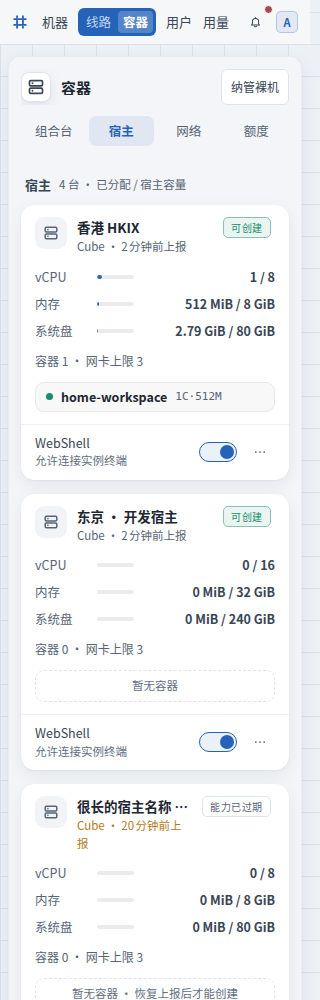 机器 线路 容器 用户 用量 A
容器 纳管裸机
组合台 宿主 网络 额度
宿主 4 台 · 已分配 / 宿主容量
香港 HKIX 可创建
Cube · 2 分钟前上报
vCPU 1 / 8
内存 512 MiB / 8 GiB
系统盘 2.79 GiB / 80 GiB
容器 1 · 网卡上限 3
home-workspace 1C·512M
WebShell
允许连接实例终端
东京 · 开发宿主 可创建
Cube · 2 分钟前上报
vCPU 0 / 16
内存 0 MiB / 32 GiB
系统盘 0 MiB / 240 GiB
容器 0 · 网卡上限 3
暂无容器
WebShell
允许连接实例终端
很长的宿主名称 … 能力已过期
Cube · 20 分钟前上
报
vCPU 0 / 8
内存 0 MiB / 8 GiB
系统盘 0 MiB / 80 GiB
容器 0 · 网卡上限 3
暂无容器 · 恢复上报后才能创建